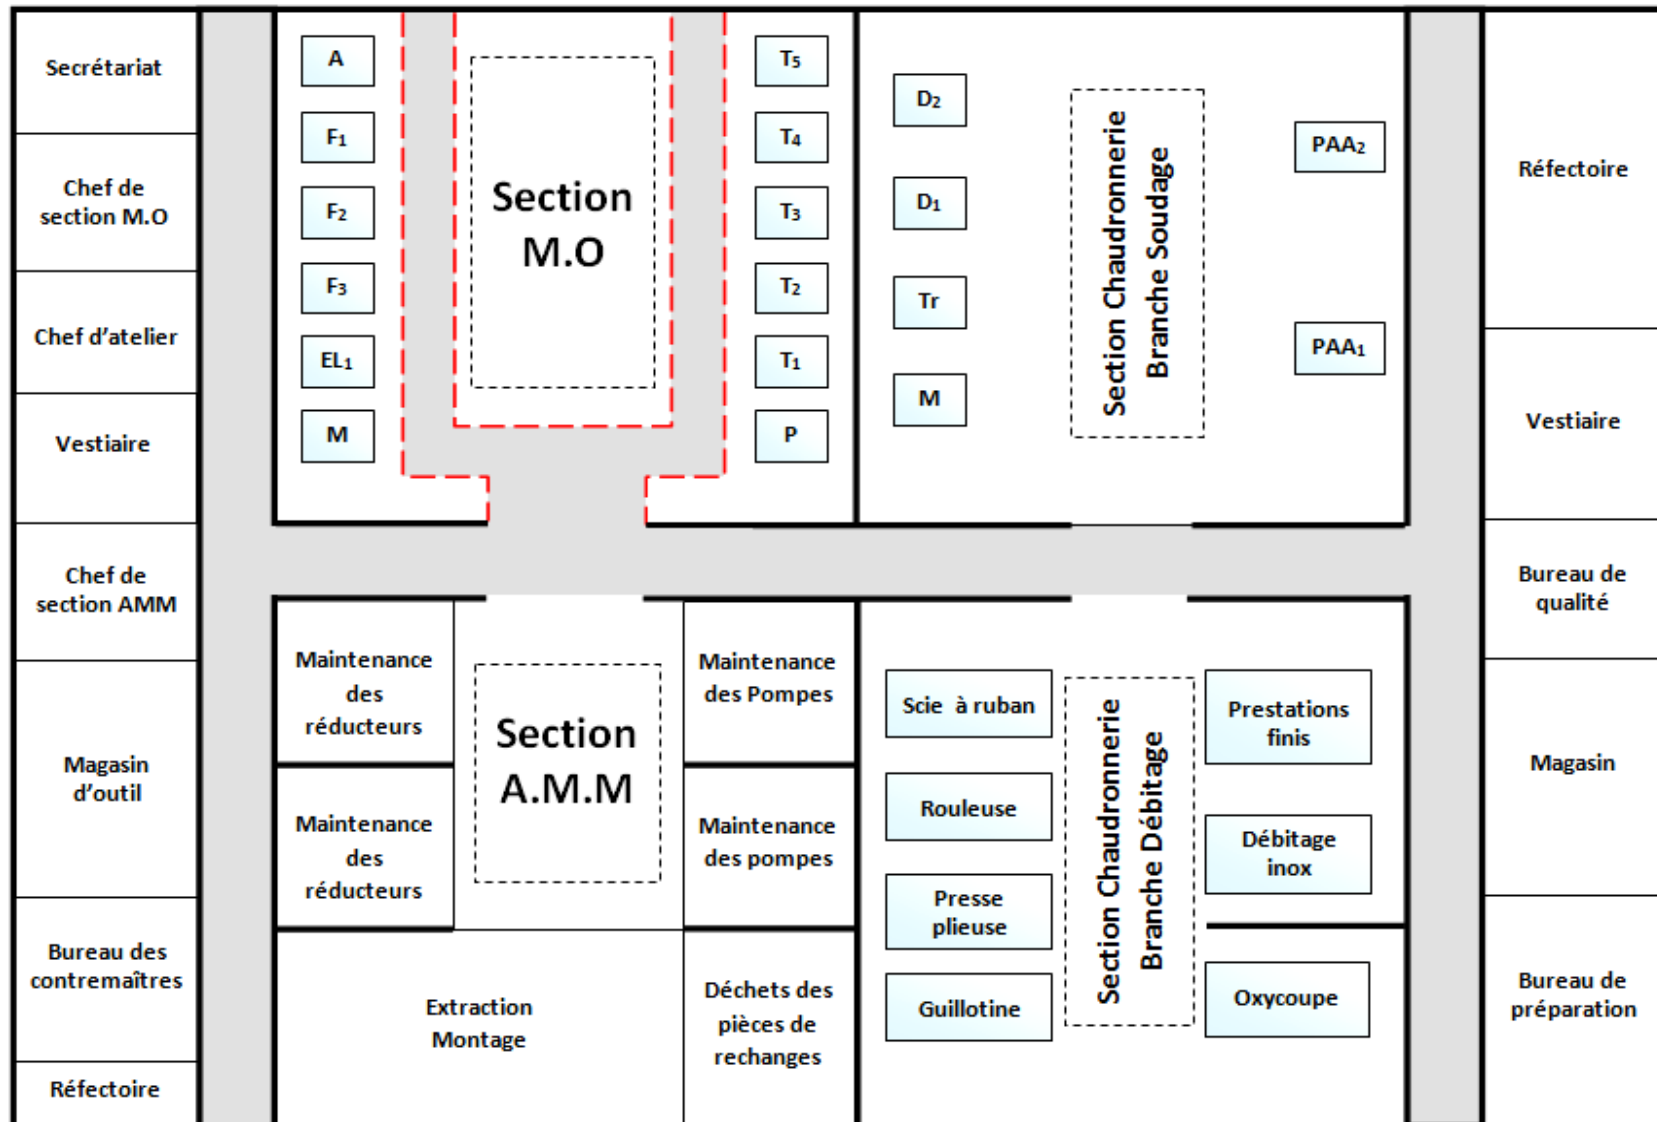 Secrétariat
Chef de
section M.O
Chef d’atelier
Vestiaire
Chef de
section AMM
Magasin
d’outil
Bureau des
contremaîtres
Réfectoire
A
F1
F2
F3
EL1
M
Section
M.O
T5
T4
T3
T2
T1
P
D2
D1
Tr
M
Section Chaudronnerie
Branche Soudage
PAA2
PAA1
Réfectoire
Vestiaire
Bureau de
qualité
Magasin
Bureau de
préparation
Maintenance
des
réducteurs
Maintenance
des
réducteurs
Section
A.M.M
Maintenance
des Pompes
Maintenance
des pompes
Extraction
Montage
Déchets des
pièces de
rechanges
Scie à ruban
Rouleuse
Presse
plieuse
Guillotine
Section Chaudronnerie
Branche Débitage
Prestations
finis
Débitage
inox
Oxycoupe